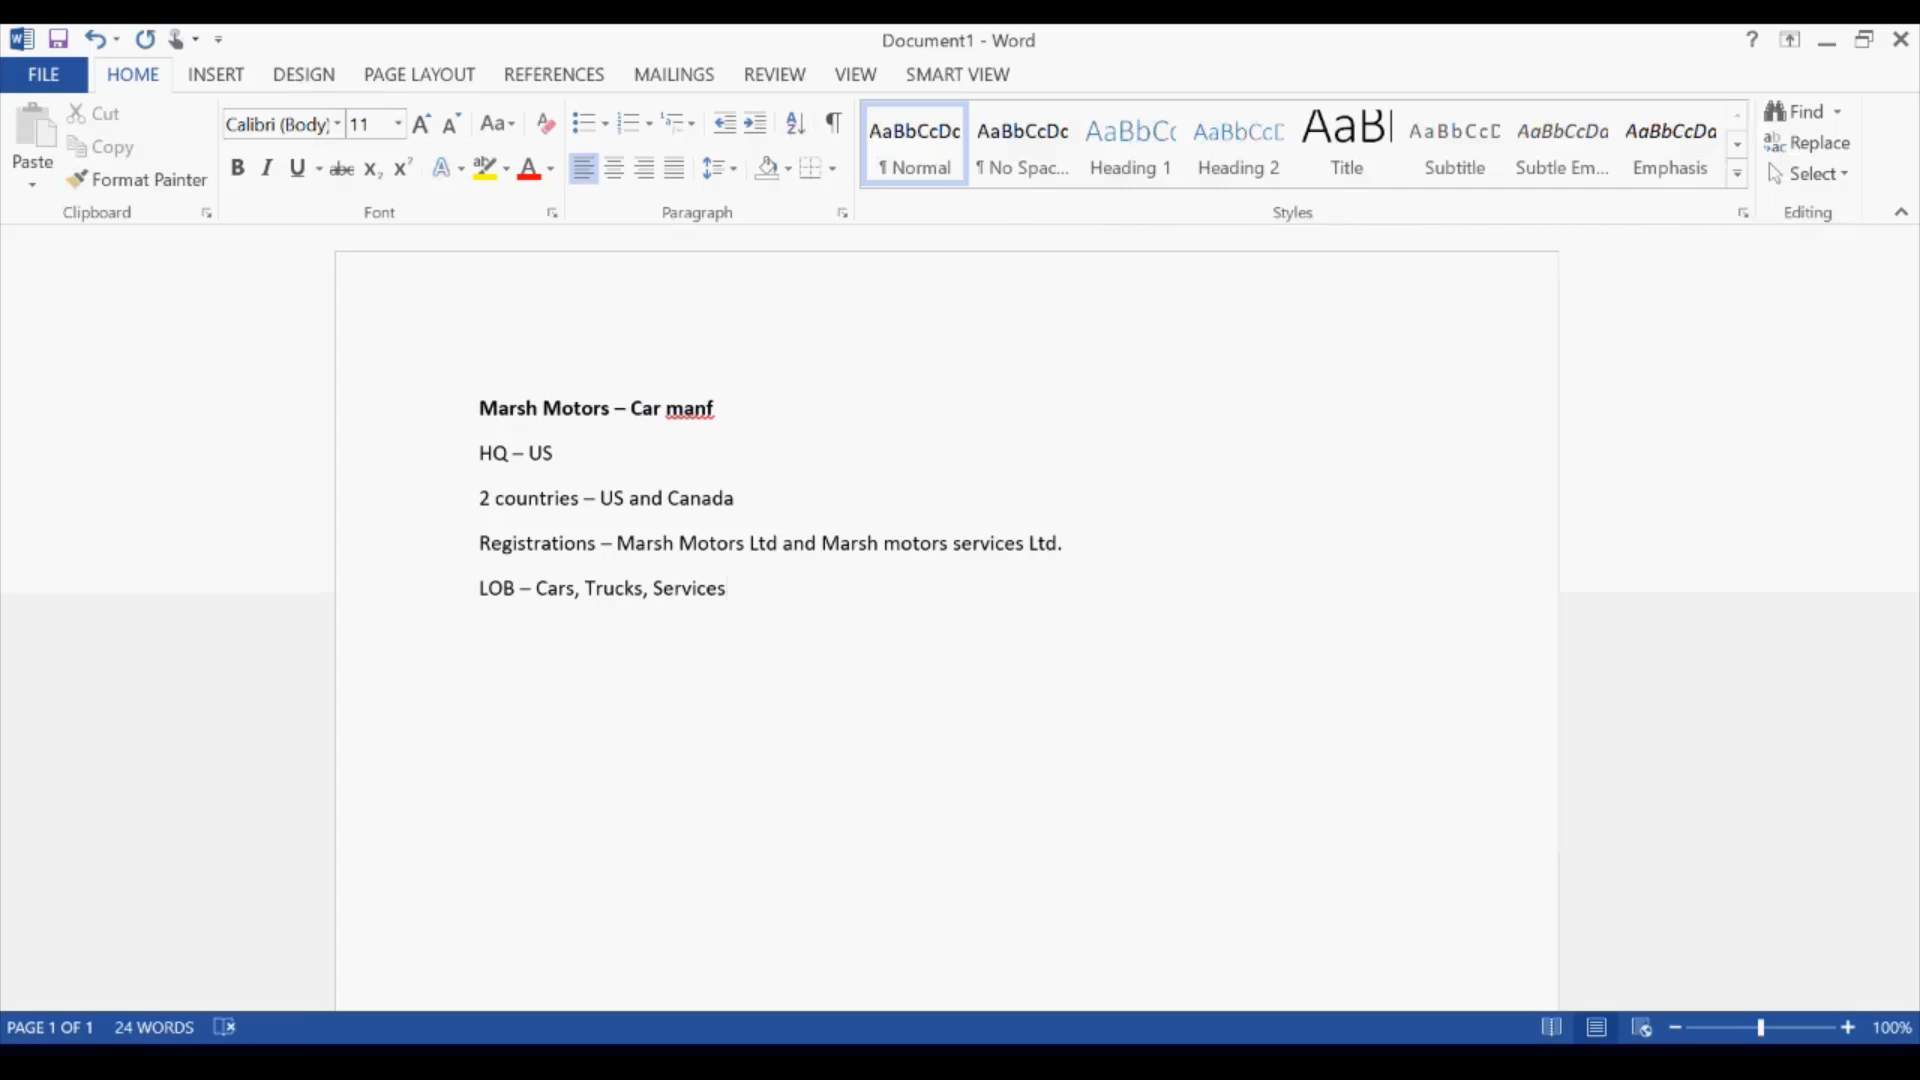 Document1 - Word
?
FILE HOME INSERT DESIGN PAGE LAYOUT REFERENCES MAILINGS REVIEW VIEW SMART VIEW
Paste
Cut
Copy
Format Painter
Clipboard
Calibri (Body) 11
Font
Paragraph
AaBbCcDc AaBbCcDc AaBbCc AaBbCcD AaBl AaBbCcD AaBbCcDa AaBbCcDa
¶ Normal ¶ No Spac... Heading 1 Heading 2 Title Subtitle Subtle Em... Emphasis
Styles
Find
Replace
Select
Editing
Marsh Motors – Car manf
HQ – US
2 countries – US and Canada
Registrations – Marsh Motors Ltd and Marsh motors services Ltd.
LOB – Cars, Trucks, Services
PAGE 1 OF 1 24 WORDS 100%